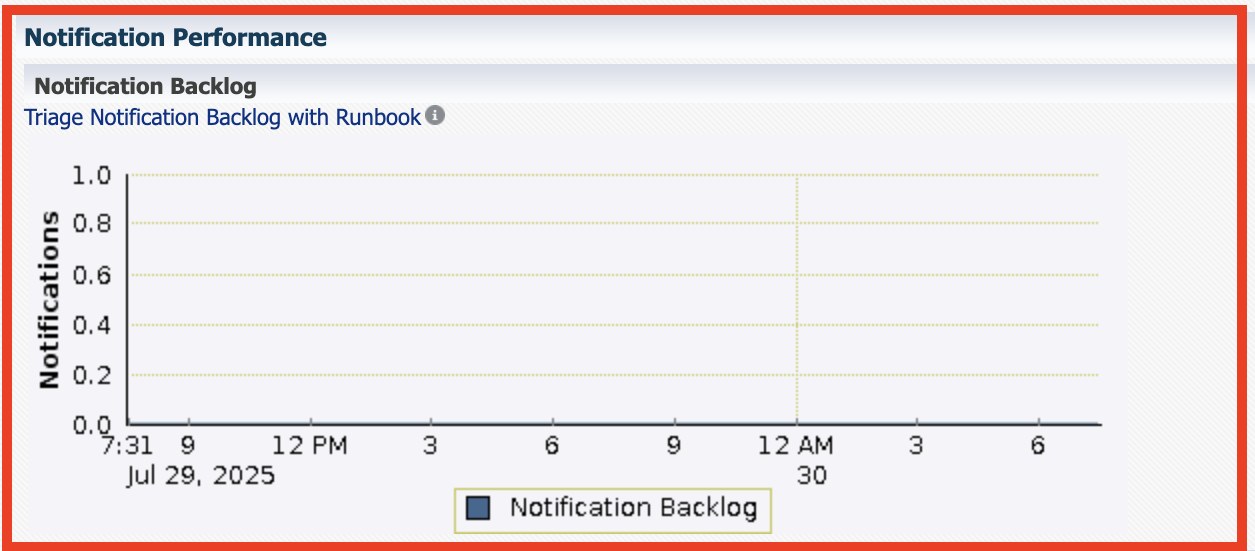 Notification Performance
Notification Backlog
Triage Notification Backlog with Runbook i
Notifications
1.0
0.8
0.6
0.4
0.2
0.0
7:31 9 12 PM 3 6 9 12 AM 3 6
Jul 29, 2025 30
Notification Backlog